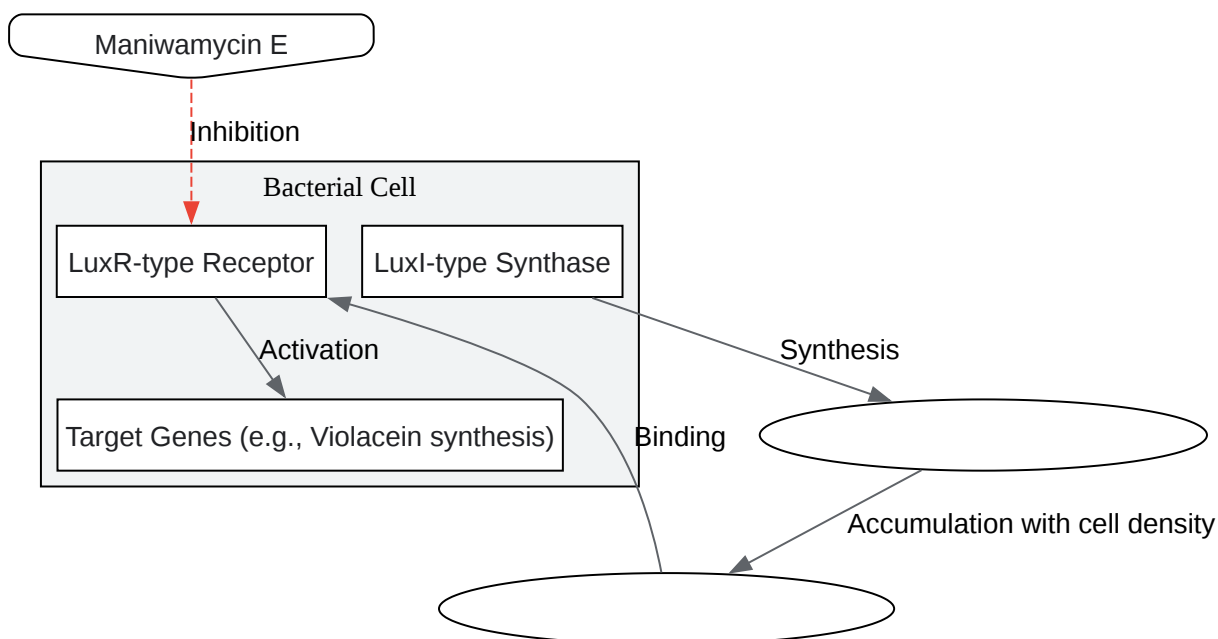 Maniwamycin E
Inhibition
Bacterial Cell
LuxR-type Receptor
LuxI-type Synthase
Activation
Synthesis
Target Genes (e.g., Violacein synthesis)
Binding
Accumulation with cell density